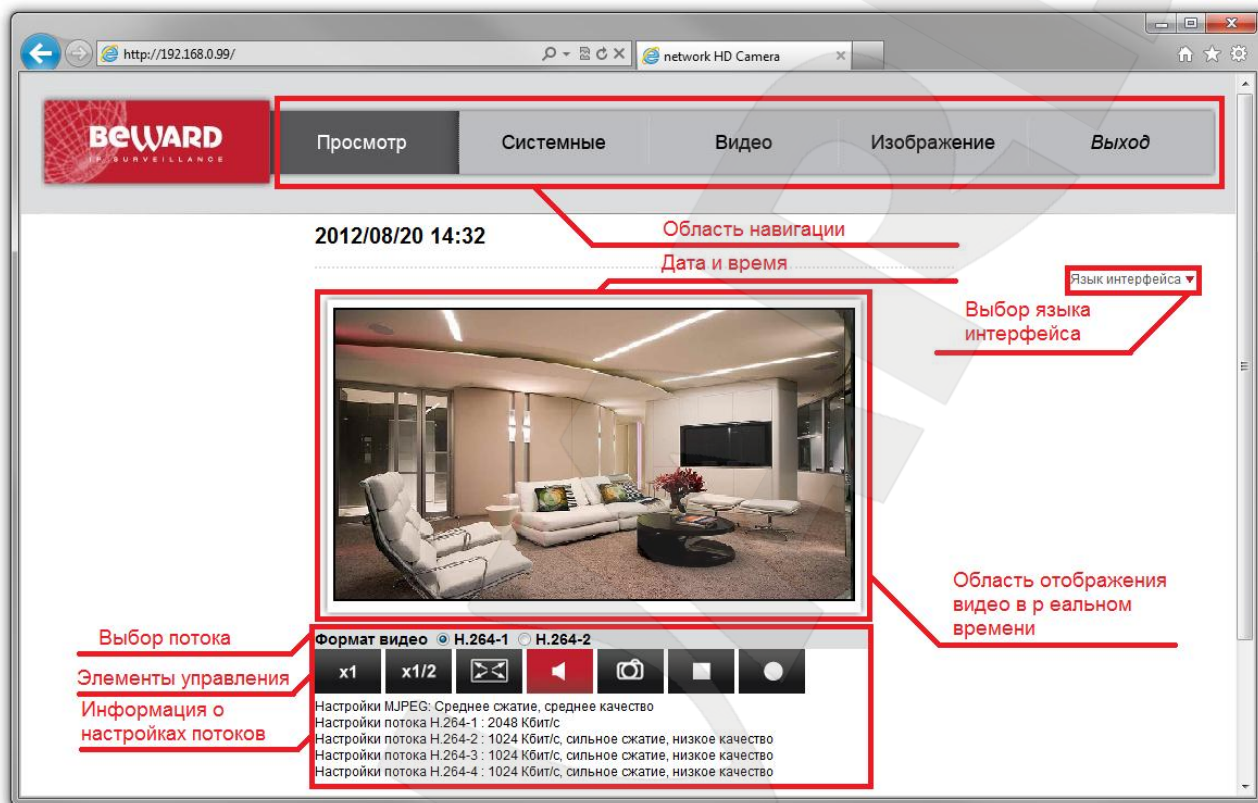 http://192.168.0.99/
network HD Camera
BEWARD
IP SURVEILLANCE
Просмотр
Системные
Видео
Изображение
Выход
2012/08/20 14:32
Область навигации
Дата и время
Язык интерфейса
Выбор языка
интерфейса
Область отображения
видео в р еальном
времени
Выбор потока
Формат видео H.264-1 H.264-2
Элементы управления
x1
x1/2
Информация о
настройках потоков
Настройки MJPEG: Среднее сжатие, среднее качество
Настройки потока H.264-1 : 2048 Кбит/с
Настройки потока H.264-2 : 1024 Кбит/с, сильное сжатие, низкое качество
Настройки потока H.264-3 : 1024 Кбит/с, сильное сжатие, низкое качество
Настройки потока H.264-4 : 1024 Кбит/с, сильное сжатие, низкое качество